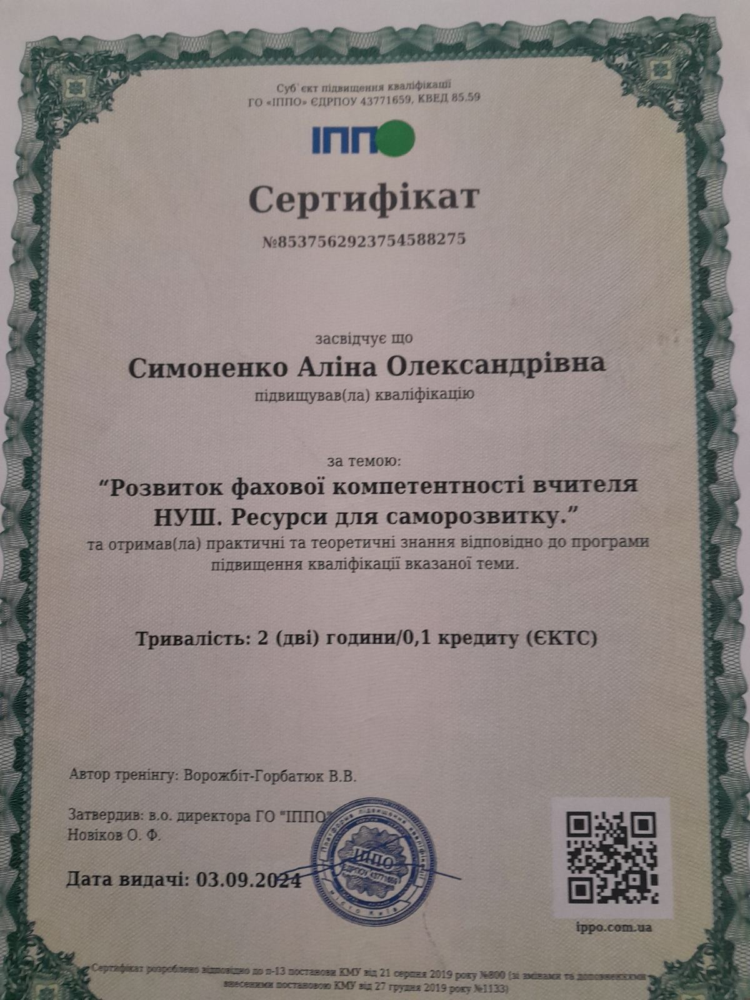 Суб`єкт підвищення кваліфікації
ГО «ІППО» ЄДРПОУ 43771659, КВЕД 85.59
ІППО
Сертифікат
№8537562923754588275
засвідчує що
Симоненко Аліна Олександрівна
підвищував(ла) кваліфікацію
за темою:
“Розвиток фахової компетентності вчителя
НУШ. Ресурси для саморозвитку.”
та отримав(ла) практичні та теоретичні знання відповідно до програми
підвищення кваліфікації вказаної теми.
Тривалість: 2 (дві) години/0,1 кредиту (ЄКТС)
Автор тренінгу: Ворожбіт-Горбатюк В.В.
Затвердив: в.о. директора ГО "ІППО"
Новіков О. Ф.
Дата видачі: 03.09.2024
Платформа підвищення кваліфікації
ІППО
ЄДРПОУ 43771659
місто Київ
ippo.com.ua
Сертифікат розроблено відповідно до п-13 постанови КМУ від 21 серпня 2019 року №800 (зі змінами та доповненнями
внесеними постановою КМУ від 27 грудня 2019 року №1133)